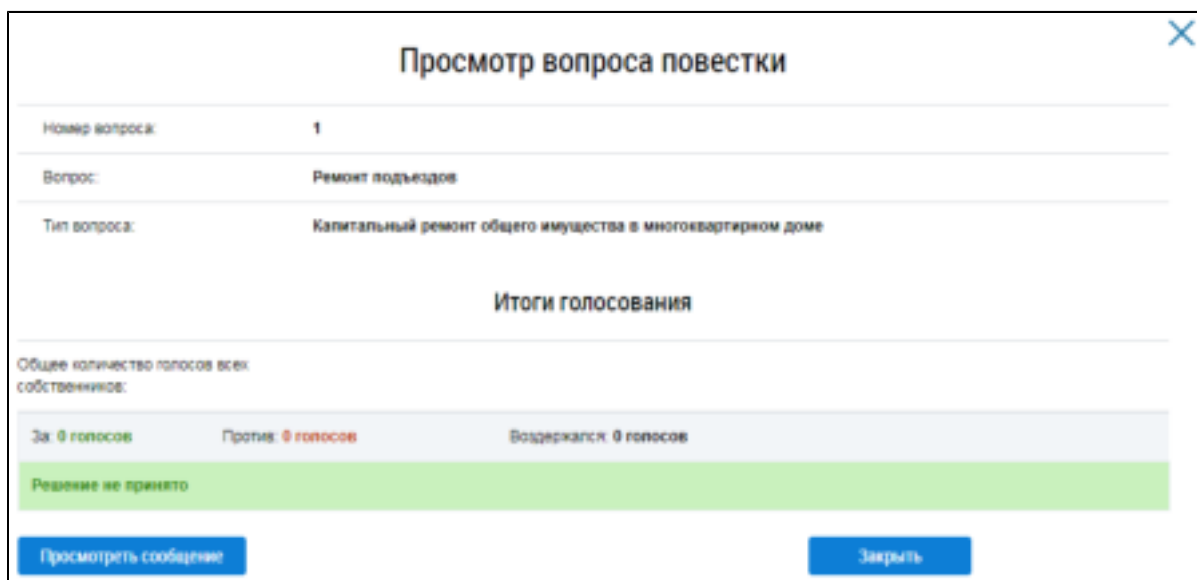 Просмотр вопроса повестки
Номер вопроса: 1
Вопрос: Ремонт подъездов
Тип вопроса: Капитальный ремонт общего имущества в многоквартирном доме
Итоги голосования
Общее количество голосов всех
собственников:
За: 0 голосов Против: 0 голосов Воздержался: 0 голосов
Решение не принято
Просмотреть сообщение Закрыть